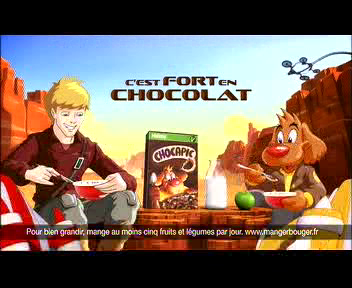 C'EST FORT EN
CHOCOLAT
CHOCAPIC
Pour bien grandir, mange au moins cinq fruits et légumes par jour. www.mangerbouger.fr